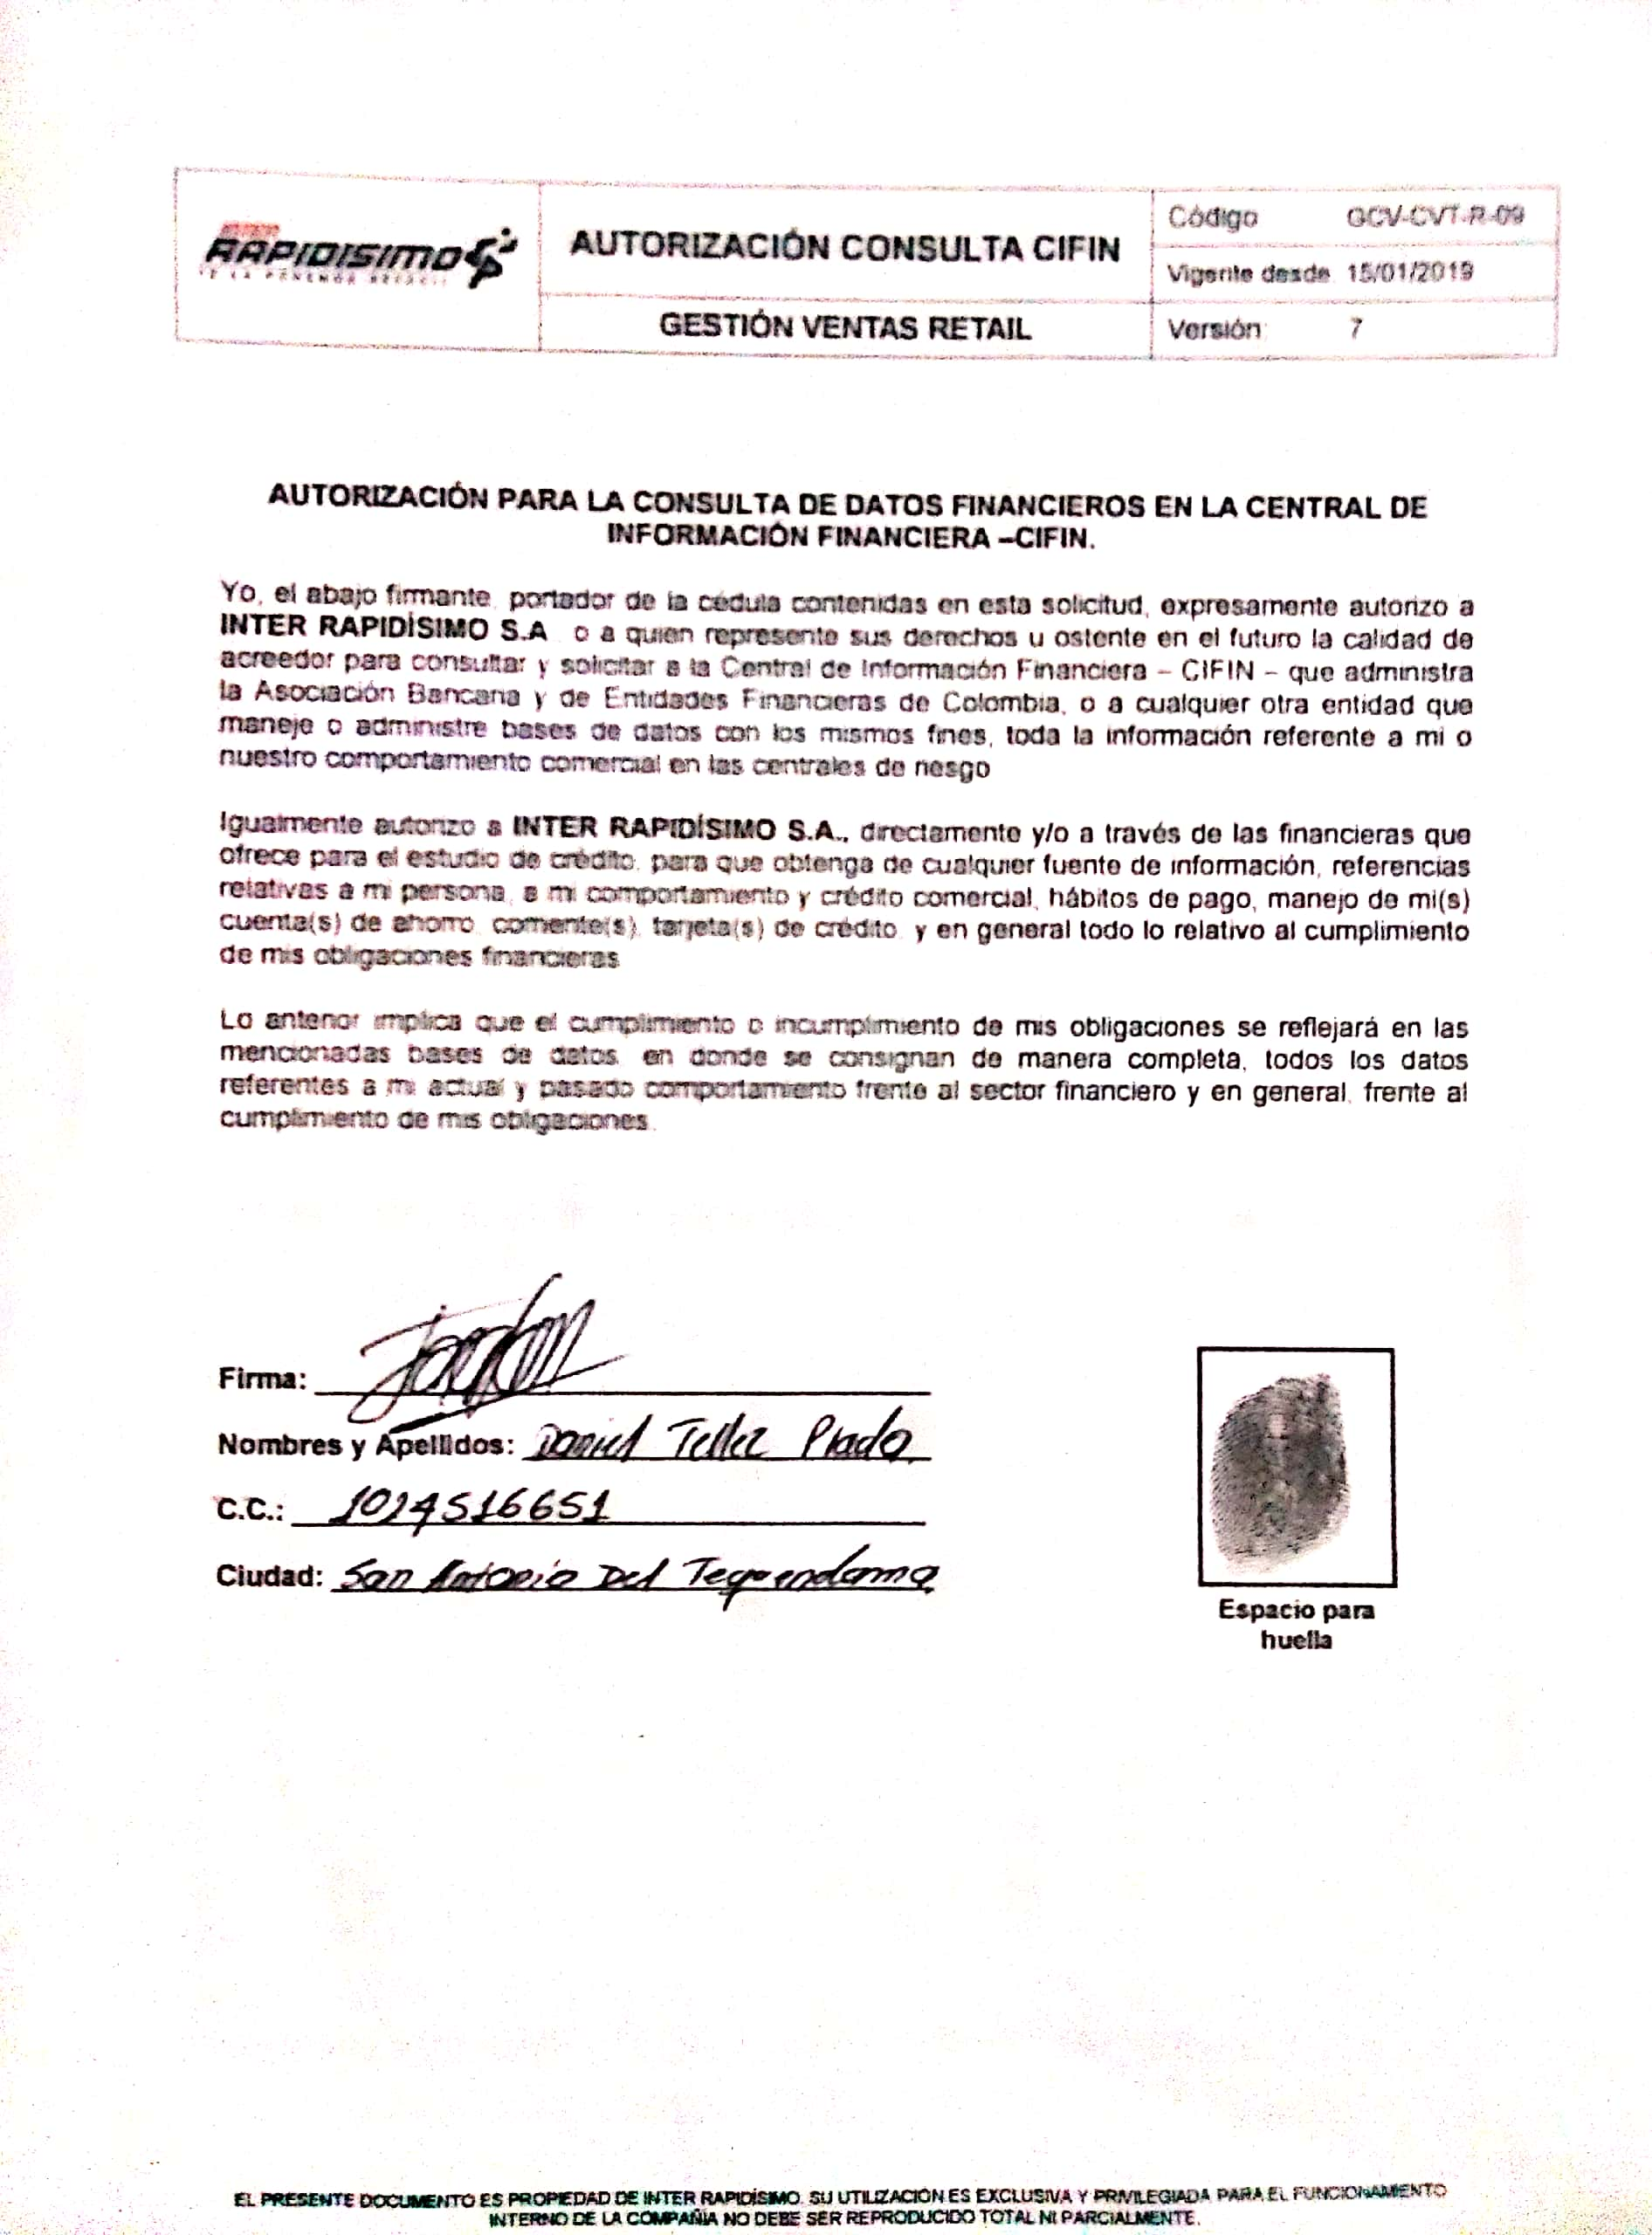 RAPIDISIMO
AUTORIZACIÓN CONSULTA CIFIN
GESTIÓN VENTAS RETAIL
Código GCV-CVT-R-09
Vigente desde 15/01/2019
Versión 7
AUTORIZACIÓN PARA LA CONSULTA DE DATOS FINANCIEROS EN LA CENTRAL DE
INFORMACIÓN FINANCIERA –CIFIN.
Yo, el abajo firmante portador de la cédula contenidas en esta solicitud, expresamente autorizo a
INTER RAPIDÍSIMO S.A o a quien represente sus derechos u ostente en el futuro la calidad de
acreedor para consultar y solicitar a la Central de Información Financiera – CIFIN – que administra
la Asociación Bancaria y de Entidades Financieras de Colombia, o a cualquier otra entidad que
maneje o administre bases de datos con los mismos fines, toda la información referente a mi o
nuestro comportamiento comercial en las centrales de riesgo
Igualmente autorizo a INTER RAPIDÍSIMO S.A., directamente y/o a través de las financieras que
ofrece para el estudio de crédito, para que obtenga de cualquier fuente de información, referencias
relativas a mi persona, a mi comportamiento y crédito comercial, hábitos de pago, manejo de mi(s)
cuenta(s) de ahorro, corriente(s), tarjeta(s) de crédito, y en general todo lo relativo al cumplimiento
de mis obligaciones financieras
Lo anterior implica que el cumplimiento o incumplimiento de mis obligaciones se reflejará en las
mencionadas bases de datos, en donde se consignan de manera completa, todos los datos
referentes a mi actual y pasado comportamiento frente al sector financiero y en general, frente al
cumplimiento de mis obligaciones.
Firma:
Nombres y Apellidos: Daniel Tellez Prado
C.C.: 1014516651
Ciudad: San Antonio Del Tequendama
Espacio para
huella
EL PRESENTE DOCUMENTO ES PROPIEDAD DE INTER RAPIDÍSIMO. SU UTILIZACIÓN ES EXCLUSIVA Y PRIVILEGIADA PARA EL FUNCIONAMIENTO
INTERNO DE LA COMPAÑÍA NO DEBE SER REPRODUCIDO TOTAL NI PARCIALMENTE.